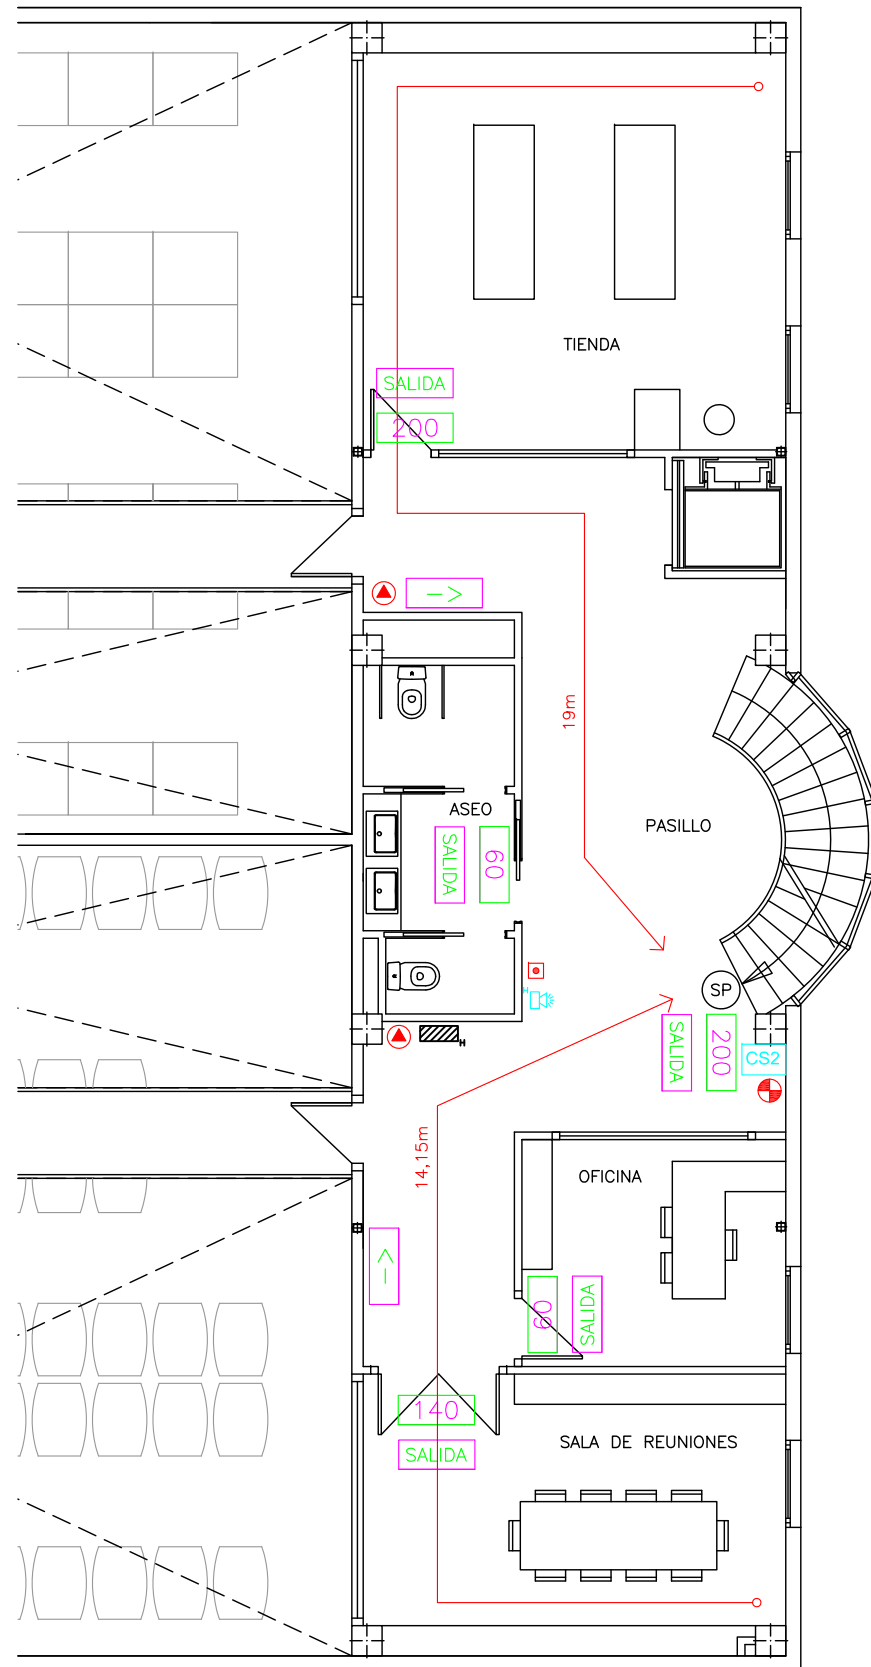 TIENDA
SALIDA
200
->
19m
ASEO
SALIDA
60
PASILLO
H
H
SP
SALIDA
200
CS2
14,15m
OFICINA
->
60
SALIDA
140
SALIDA
SALA DE REUNIONES